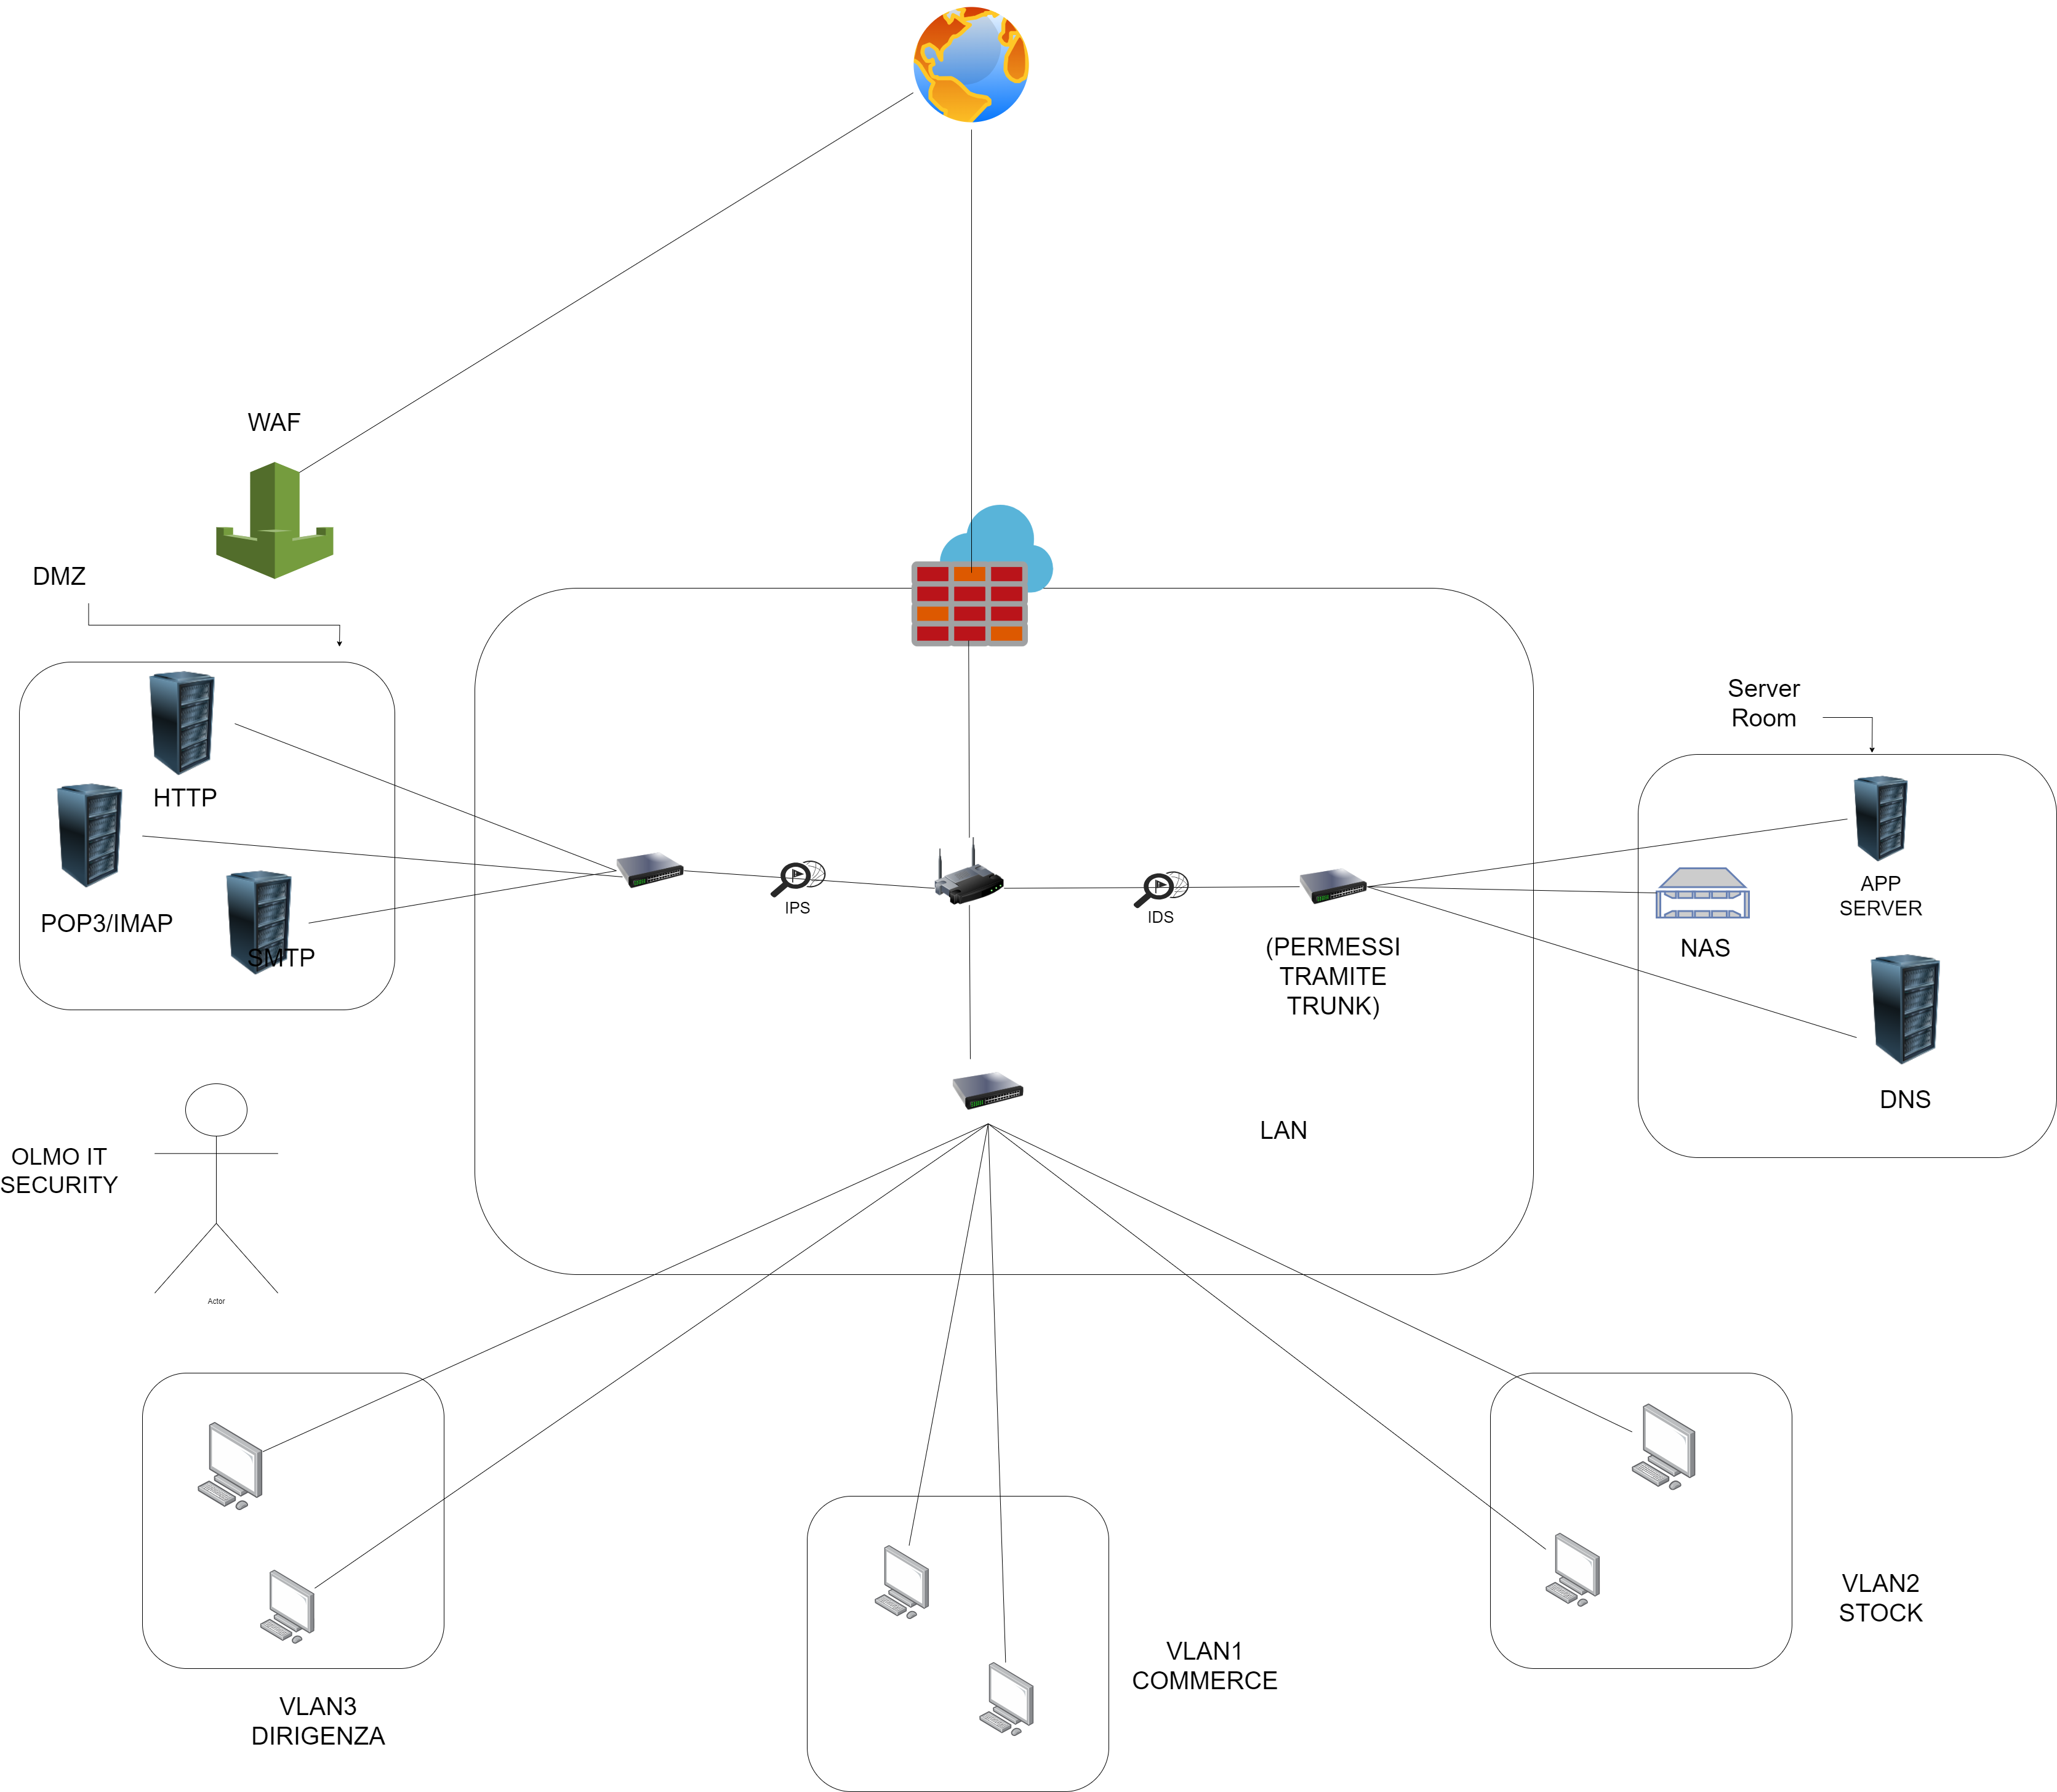 WAF
DMZ
HTTP
POP3/IMAP
SMTP
IPS
IDS
(PERMESSI
TRAMITE
TRUNK)
Server
Room
APP
SERVER
NAS
DNS
LAN
OLMO IT
SECURITY
Actor
VLAN3
DIRIGENZA
VLAN1
COMMERCE
VLAN2
STOCK